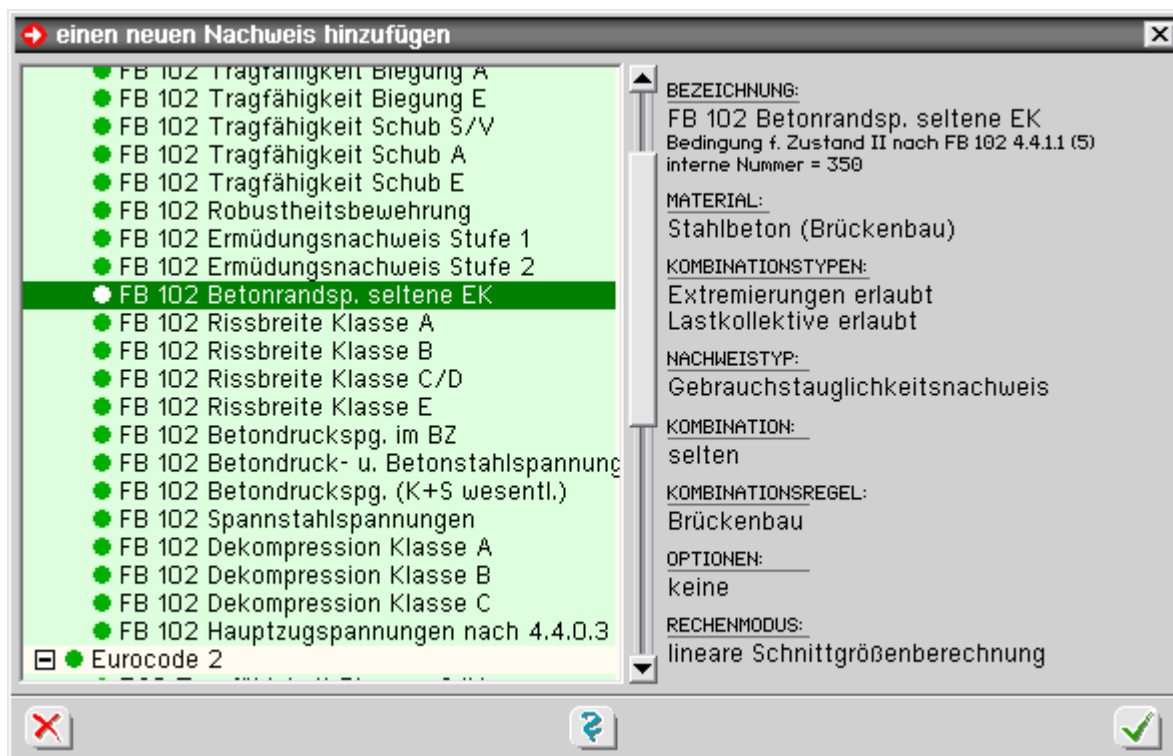 einen neuen Nachweis hinzufügen
FB 102 Tragfähigkeit Biegung A
FB 102 Tragfähigkeit Biegung E
FB 102 Tragfähigkeit Schub S/V
FB 102 Tragfähigkeit Schub A
FB 102 Tragfähigkeit Schub E
FB 102 Robustheitsbewehrung
FB 102 Ermüdungsnachweis Stufe 1
FB 102 Ermüdungsnachweis Stufe 2
FB 102 Betonrandsp. seltene EK
FB 102 Rissbreite Klasse A
FB 102 Rissbreite Klasse B
FB 102 Rissbreite Klasse C/D
FB 102 Rissbreite Klasse E
FB 102 Betondruckspg. im BZ
FB 102 Betondruck- u. Betonstahlspannung
FB 102 Betondruckspg. (K+S wesentl.)
FB 102 Spannstahlspannungen
FB 102 Dekompression Klasse A
FB 102 Dekompression Klasse B
FB 102 Dekompression Klasse C
FB 102 Hauptzugspannungen nach 4.4.0.3
Eurocode 2
BEZEICHNUNG:
FB 102 Betonrandsp. seltene EK
Bedingung f. Zustand II nach FB 102 4.4.1.1 (5)
interne Nummer = 350
MATERIAL:
Stahlbeton (Brückenbau)
KOMBINATIONSTYPEN:
Extremierungen erlaubt
Lastkollektive erlaubt
NACHWEISTYP:
Gebrauchstauglichkeitsnachweis
KOMBINATION:
selten
KOMBINATIONSREGEL:
Brückenbau
OPTIONEN:
keine
RECHENMODUS:
lineare Schnittgrößenberechnung